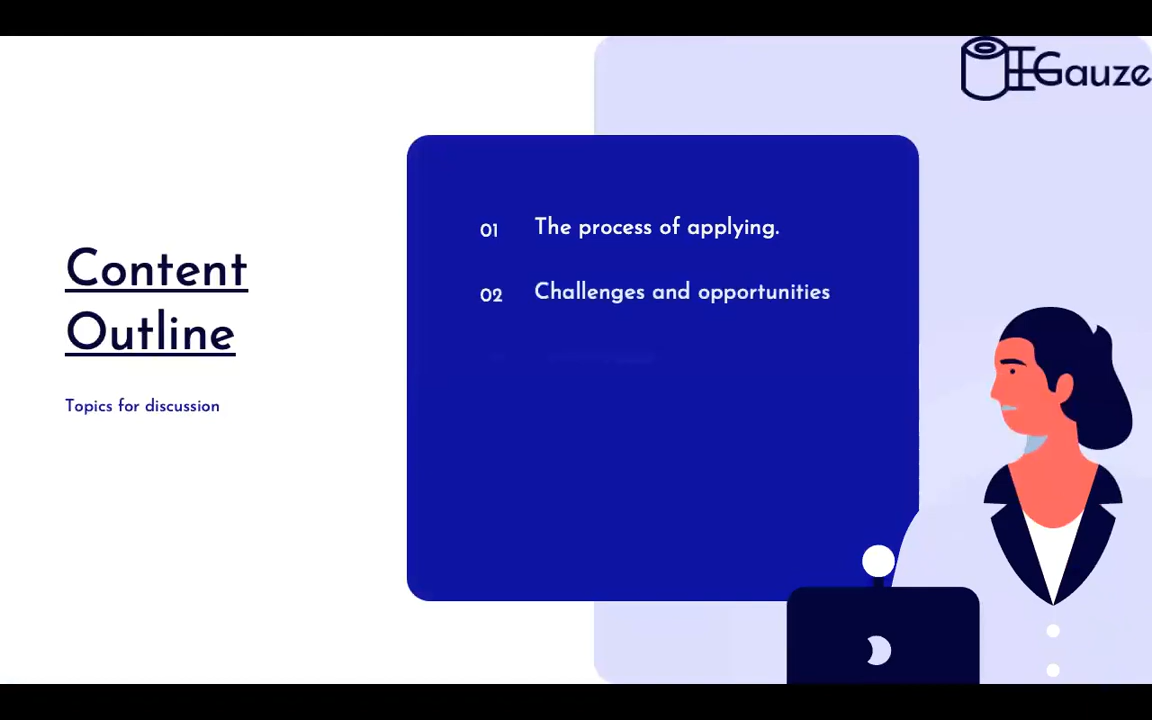 Gauze
Content
Outline
Topics for discussion
01 The process of applying.
02 Challenges and opportunities